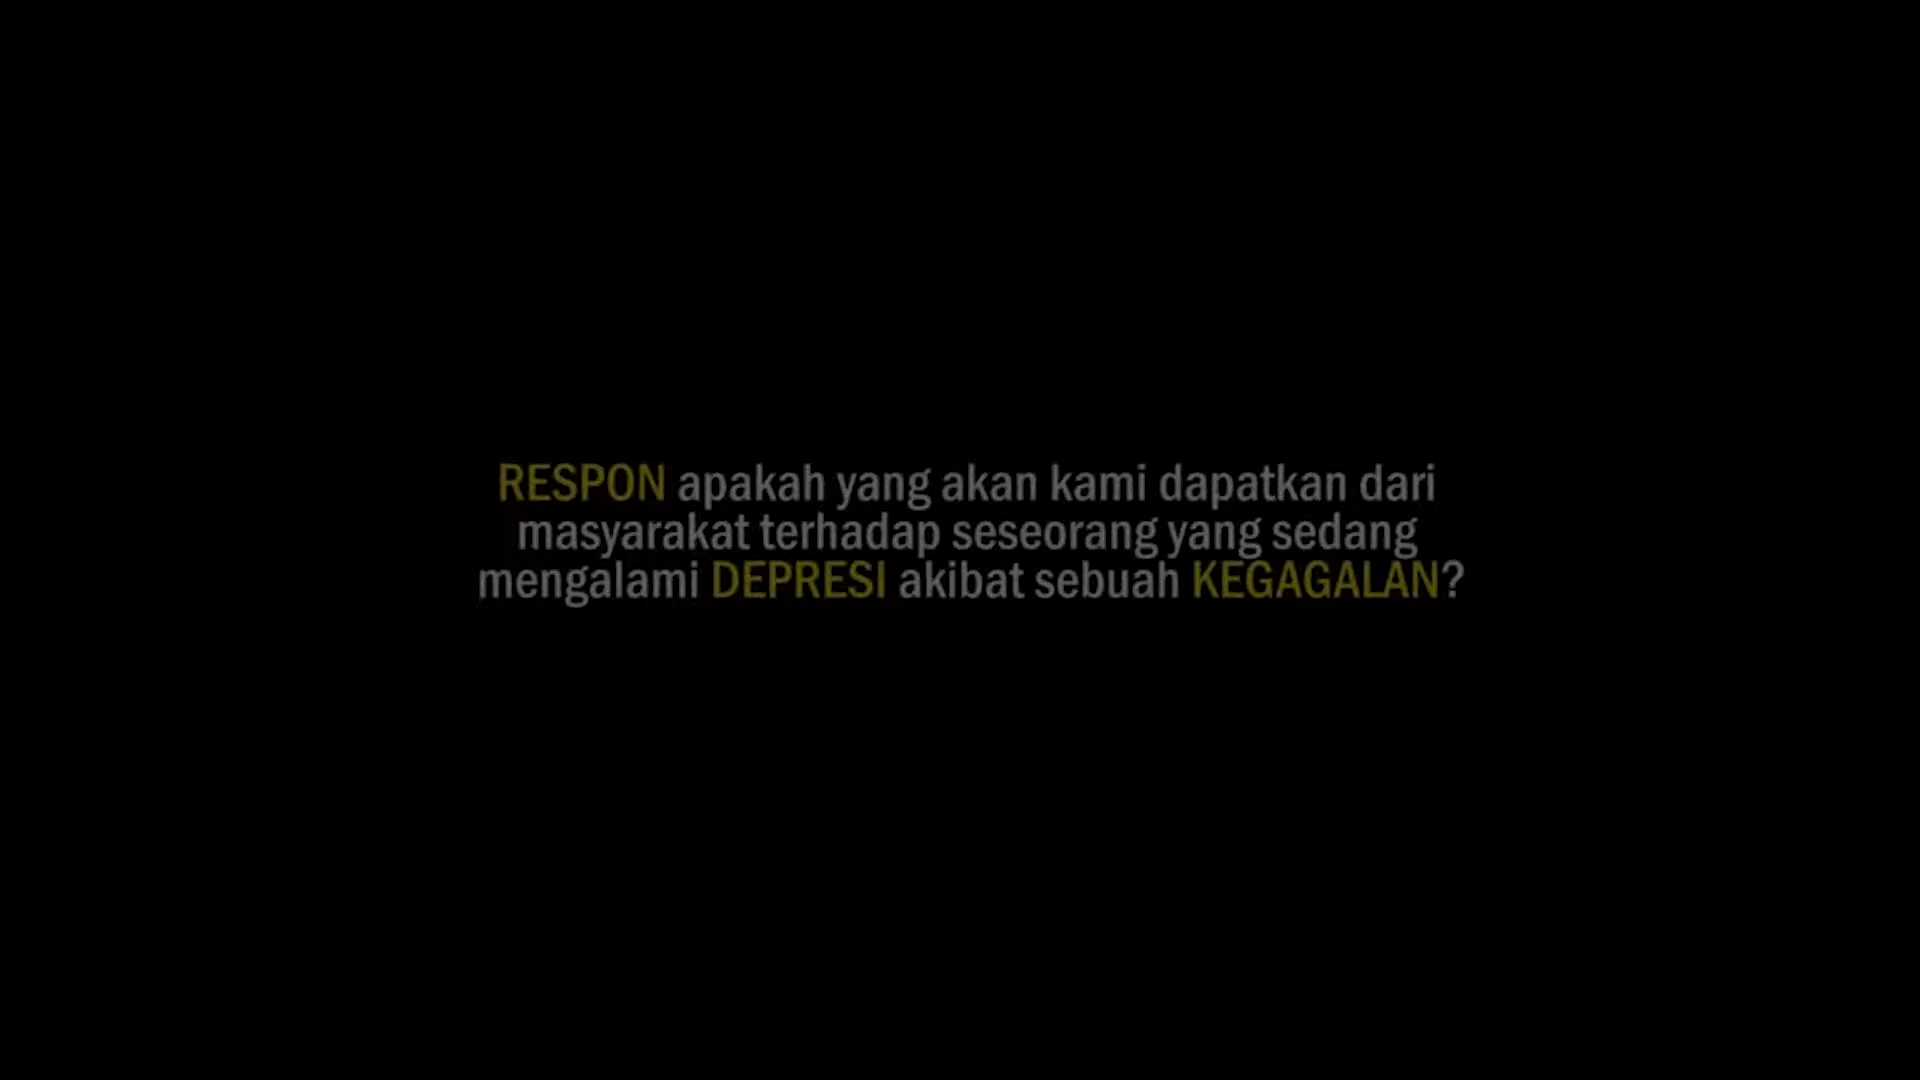 RESPON apakah yang akan kami dapatkan dari
masyarakat terhadap seseorang yang sedang
mengalami DEPRESI akibat sebuah KEGAGALAN?